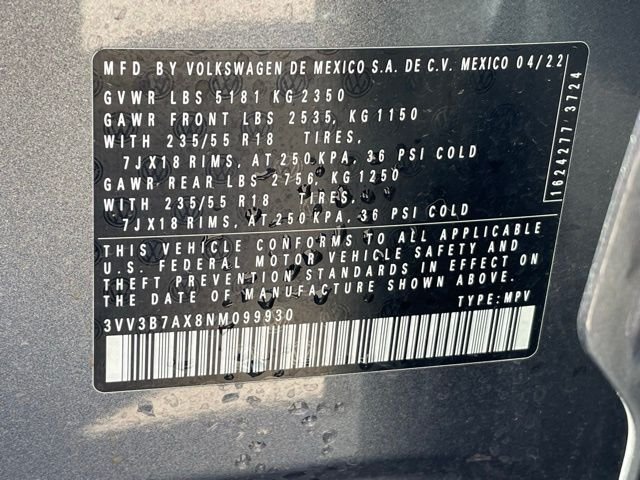 MFD BY VOLKSWAGEN DE MEXICO S.A. DE C.V. MEXICO 04/22
GVWR LBS 5181 KG 2350
GAWR FRONT LBS 2535, KG 1150
WITH 235/55 R18 TIRES,
7JX18 RIMS, AT 250 KPA, 36 PSI COLD
GAWR REAR LBS 2756, KG 1250
WITH 235/55 R18 TIRES,
7JX18 RIMS, AT 250 KPA, 36 PSI COLD
1624277 3724
THIS VEHICLE CONFORMS TO ALL APPLICABLE
U.S. FEDERAL MOTOR VEHICLE SAFETY AND
THEFT PREVENTION STANDARDS IN EFFECT ON
THE DATE OF MANUFACTURE SHOWN ABOVE.
3VV3B7AX8NM099930 TYPE: MPV